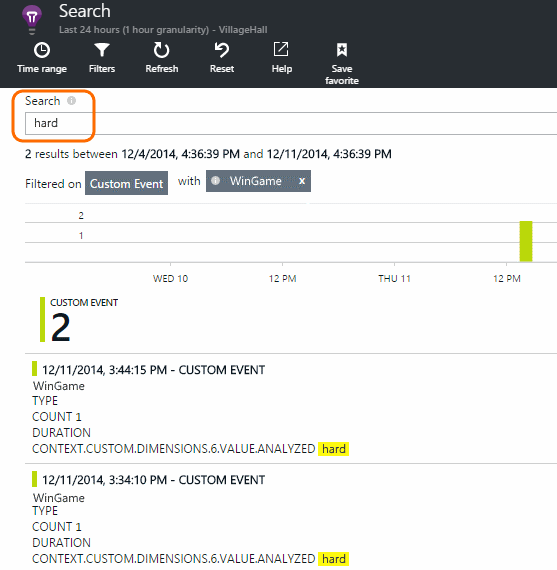 Search
Last 24 hours (1 hour granularity) - VillageHall
Time range Filters Refresh Reset Help Save favorite
Search
hard
2 results between 12/4/2014, 4:36:39 PM and 12/11/2014, 4:36:39 PM
Filtered on Custom Event with WinGame x
2
1
WED 10 12 PM THU 11 12 PM
CUSTOM EVENT
2
12/11/2014, 3:44:15 PM - CUSTOM EVENT
WinGame
TYPE
COUNT 1
DURATION
CONTEXT.CUSTOM.DIMENSIONS.6.VALUE.ANALYZED hard
12/11/2014, 3:34:10 PM - CUSTOM EVENT
WinGame
TYPE
COUNT 1
DURATION
CONTEXT.CUSTOM.DIMENSIONS.6.VALUE.ANALYZED hard